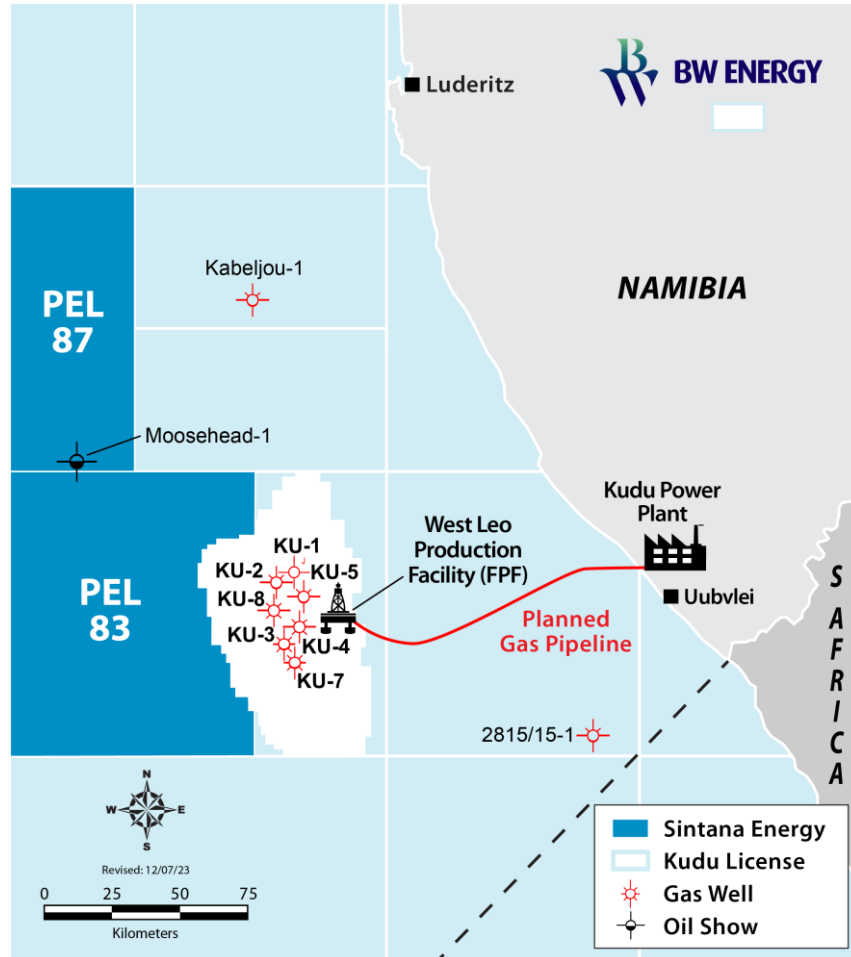 BW
BW ENERGY
Luderitz
NAMIBIA
Kabeljou-1
PEL
87
Moosehead-1
PEL
83
KU-1
KU-2
KU-5
KU-8
KU-3
KU-4
KU-7
West Leo
Production
Facility (FPF)
Kudu Power
Plant
Uubvlei
Planned
Gas Pipeline
S AFRICA
2815/15-1
N
W
E
S
Revised: 12/07/23
0 25 50 75
Kilometers
Sintana Energy
Kudu License
Gas Well
Oil Show